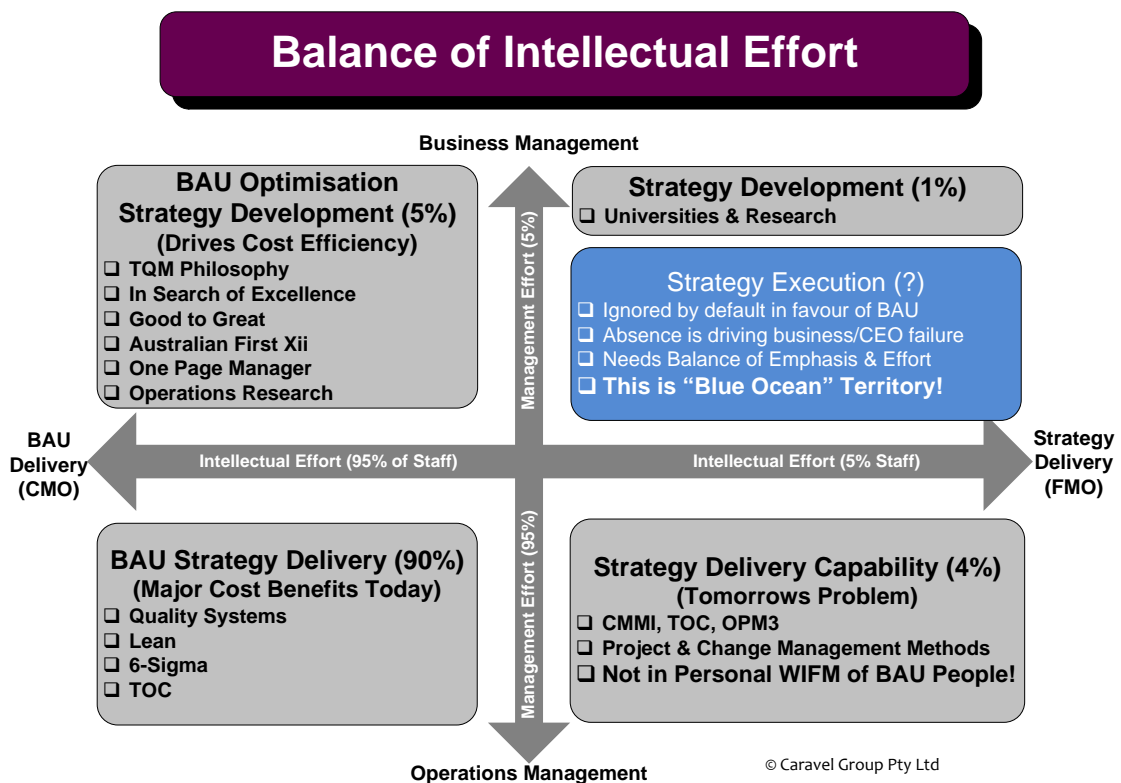 Balance of Intellectual Effort
Business Management
BAU Optimisation
Strategy Development (5%)
(Drives Cost Efficiency)
❑ TQM Philosophy
❑ In Search of Excellence
❑ Good to Great
❑ Australian First Xii
❑ One Page Manager
❑ Operations Research
Management Effort (5%)
Strategy Development (1%)
❑ Universities & Research
Strategy Execution (?)
❑ Ignored by default in favour of BAU
❑ Absence is driving business/CEO failure
❑ Needs Balance of Emphasis & Effort
❑ This is “Blue Ocean” Territory!
BAU
Delivery
(CMO)
Intellectual Effort (95% of Staff)
Intellectual Effort (5% Staff)
Strategy
Delivery
(FMO)
BAU Strategy Delivery (90%)
(Major Cost Benefits Today)
❑ Quality Systems
❑ Lean
❑ 6-Sigma
❑ TOC
Management Effort (95%)
Strategy Delivery Capability (4%)
(Tomorrows Problem)
❑ CMMI, TOC, OPM3
❑ Project & Change Management Methods
❑ Not in Personal WIFM of BAU People!
Operations Management
© Caravel Group Pty Ltd